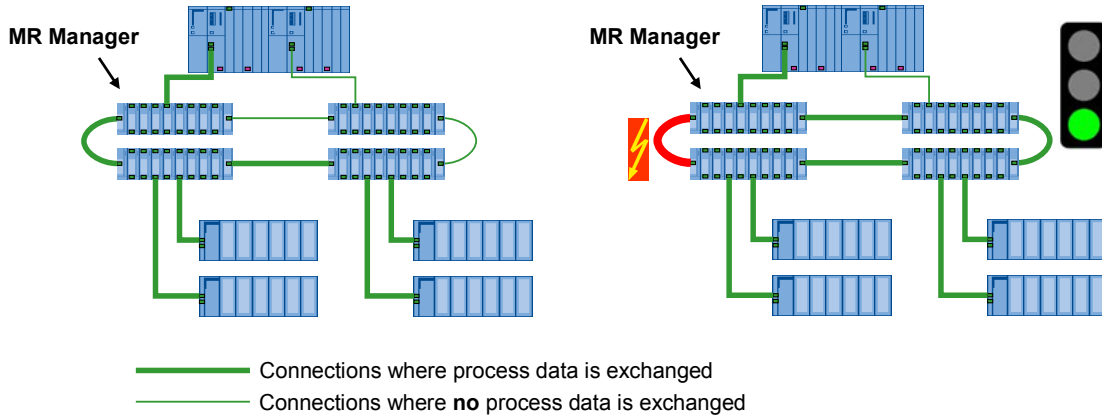 MR Manager
MR Manager
Connections where process data is exchanged
Connections where no process data is exchanged